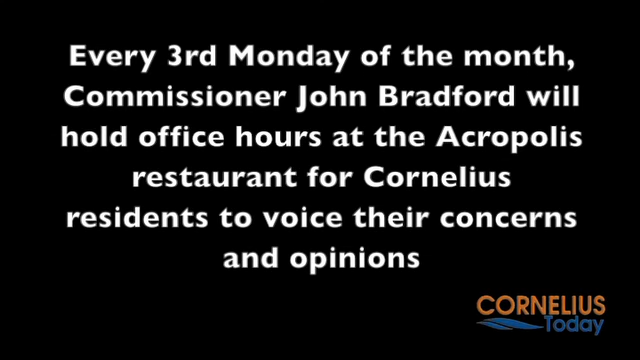 Every 3rd Monday of the month,
Commissioner John Bradford will
hold office hours at the Acropolis
restaurant for Cornelius
residents to voice their concerns
and opinions
CORNELIUS
Today